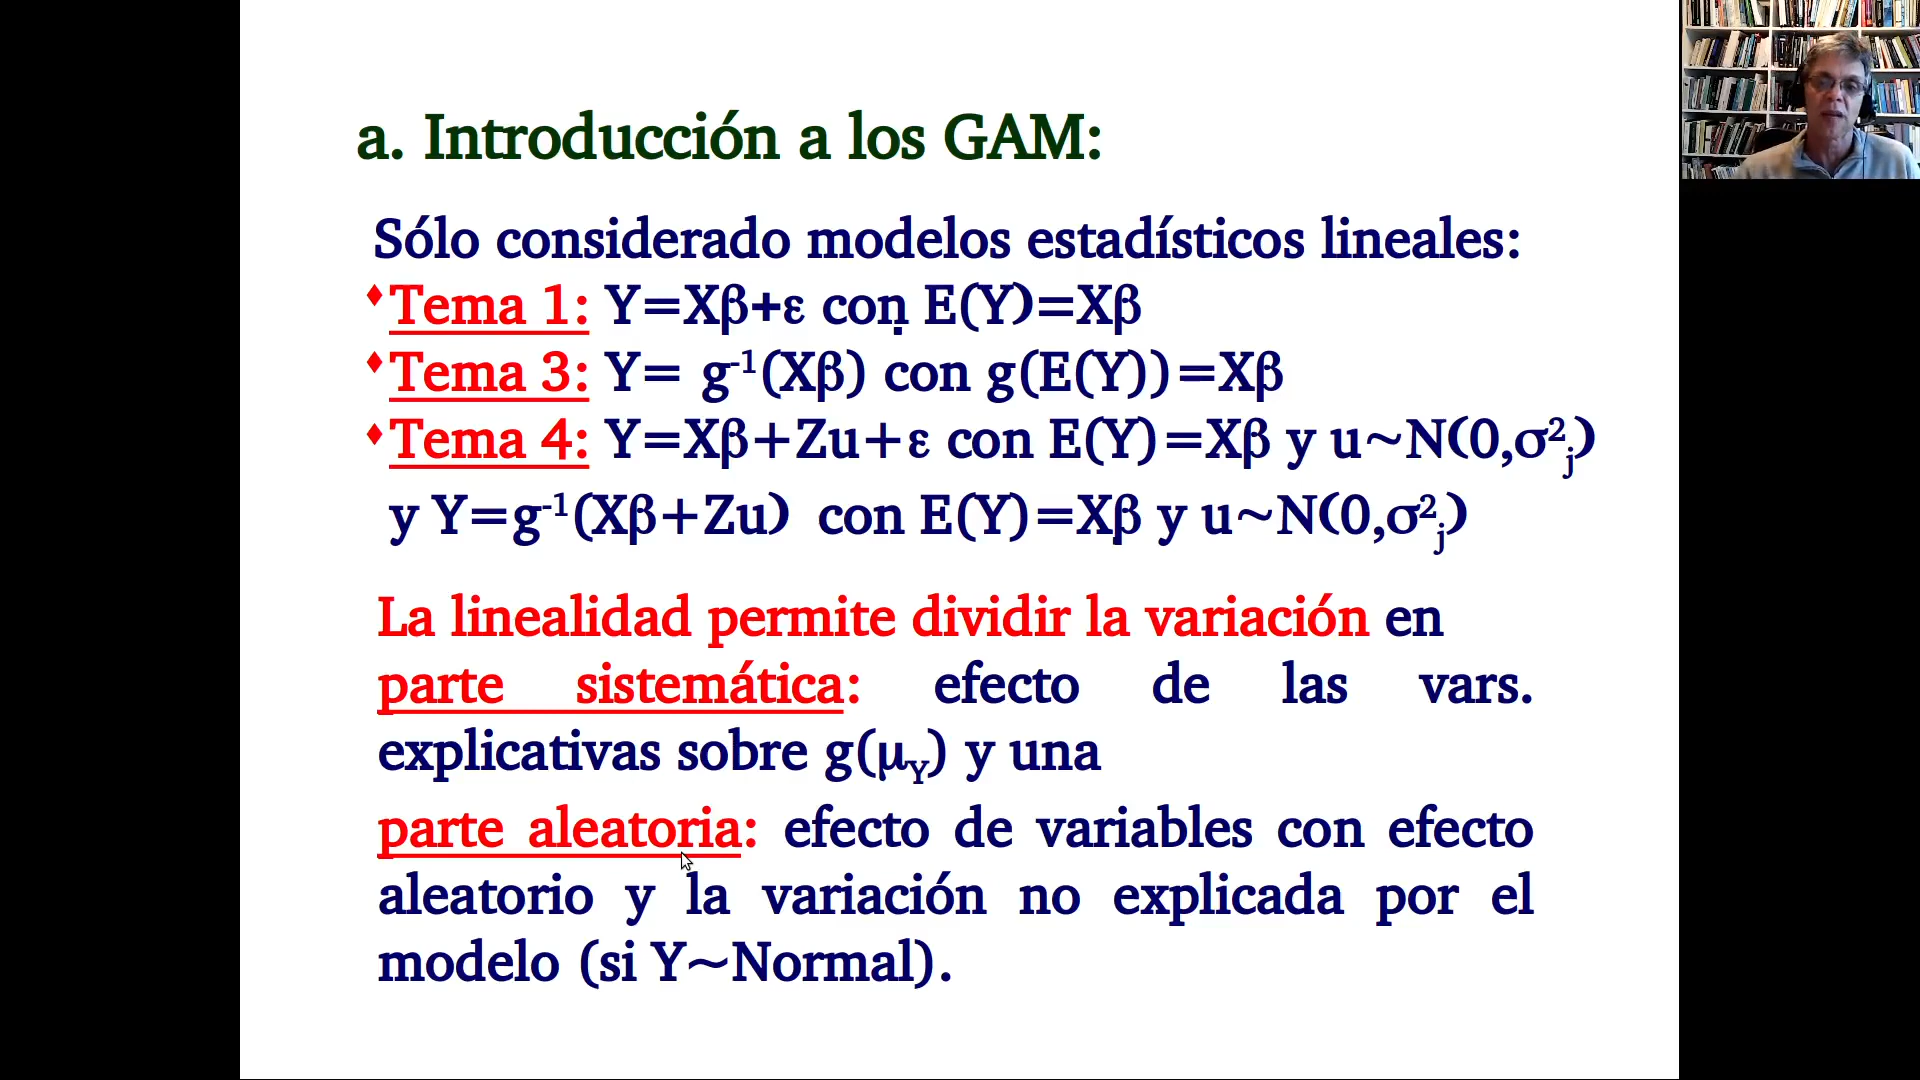 a. Introducción a los GAM:
Sólo considerado modelos estadísticos lineales:
♦Tema 1: Y=Xβ+ε con E(Y)=Xβ
♦Tema 3: Y= g⁻¹(Xβ) con g(E(Y))=Xβ
♦Tema 4: Y=Xβ+Zu+ε con E(Y)=Xβ y u~N(0,σ²ⱼ)
y Y=g⁻¹(Xβ+Zu) con E(Y)=Xβ y u~N(0,σ²ⱼ)
La linealidad permite dividir la variación en
parte sistemática: efecto de las vars.
explicativas sobre g(μ_Y) y una
parte aleatoria: efecto de variables con efecto
aleatorio y la variación no explicada por el
modelo (si Y~Normal).